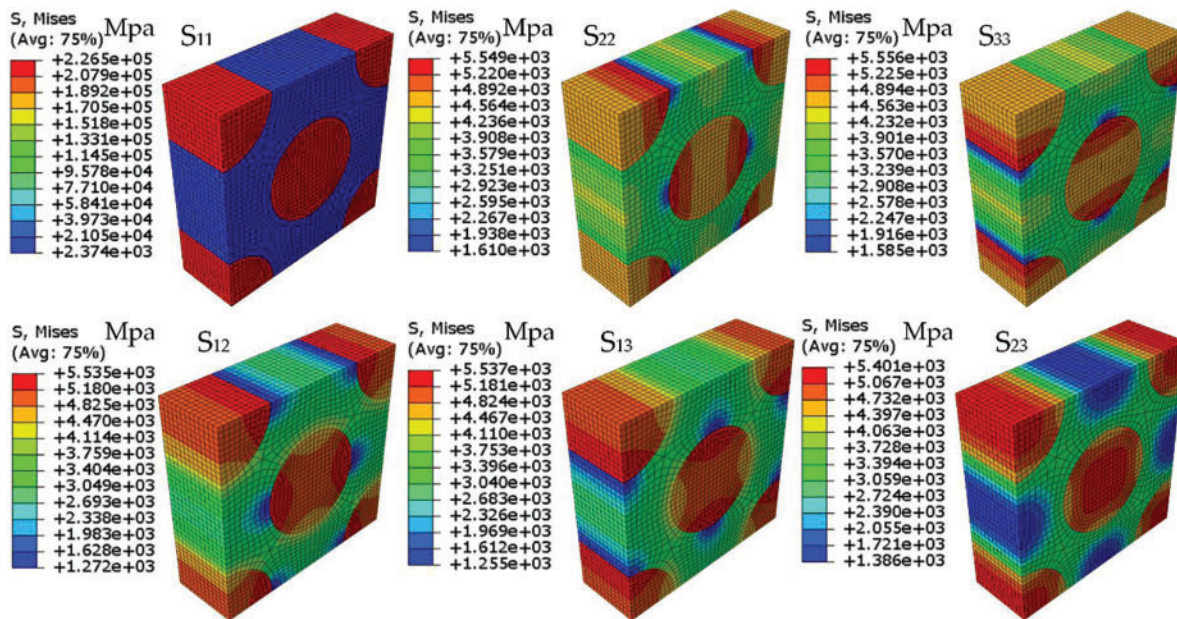 S, Mises
(Avg: 75%)
Mpa
S11
+2.265e+05
+2.079e+05
+1.892e+05
+1.705e+05
+1.518e+05
+1.331e+05
+1.145e+05
+9.578e+04
+7.710e+04
+5.841e+04
+3.973e+04
+2.105e+04
+2.374e+03
S, Mises
(Avg: 75%)
Mpa
S22
+5.549e+03
+5.220e+03
+4.892e+03
+4.564e+03
+4.236e+03
+3.908e+03
+3.579e+03
+3.251e+03
+2.923e+03
+2.595e+03
+2.267e+03
+1.938e+03
+1.610e+03
S, Mises
(Avg: 75%)
Mpa
S33
+5.556e+03
+5.225e+03
+4.894e+03
+4.563e+03
+4.232e+03
+3.901e+03
+3.570e+03
+3.239e+03
+2.908e+03
+2.578e+03
+2.247e+03
+1.916e+03
+1.585e+03
S, Mises
(Avg: 75%)
Mpa
S12
+5.535e+03
+5.180e+03
+4.825e+03
+4.470e+03
+4.114e+03
+3.759e+03
+3.404e+03
+3.049e+03
+2.693e+03
+2.338e+03
+1.983e+03
+1.628e+03
+1.272e+03
S, Mises
(Avg: 75%)
Mpa
S13
+5.537e+03
+5.181e+03
+4.824e+03
+4.467e+03
+4.110e+03
+3.753e+03
+3.396e+03
+3.040e+03
+2.683e+03
+2.326e+03
+1.969e+03
+1.612e+03
+1.255e+03
S, Mises
(Avg: 75%)
Mpa
S23
+5.401e+03
+5.067e+03
+4.732e+03
+4.397e+03
+4.063e+03
+3.728e+03
+3.394e+03
+3.059e+03
+2.724e+03
+2.390e+03
+2.055e+03
+1.721e+03
+1.386e+03